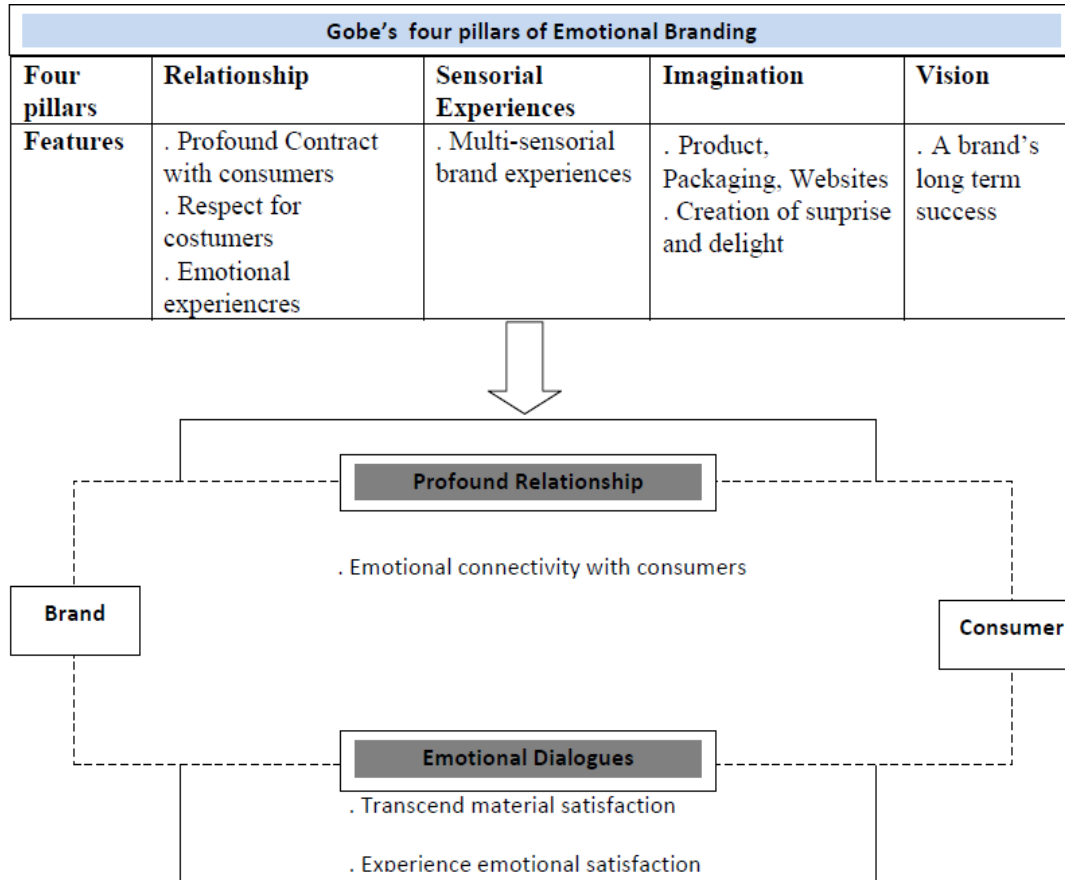 Gobe's four pillars of Emotional Branding
Four pillars
Relationship
Sensorial Experiences
Imagination
Vision
Features
. Profound Contract
with consumers
. Respect for
costumers
. Emotional
experiencres
. Multi-sensorial
brand experiences
. Product,
Packaging, Websites
. Creation of surprise
and delight
. A brand's
long term
success
Profound Relationship
. Emotional connectivity with consumers
Brand
Consumer
Emotional Dialogues
. Transcend material satisfaction
. Experience emotional satisfaction